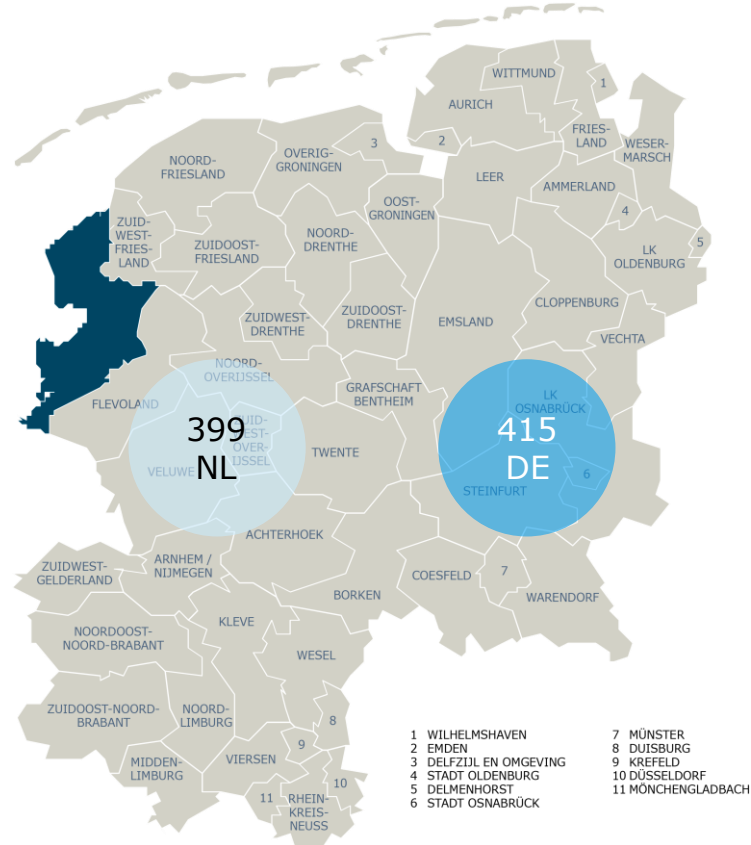 WITTMUND
1
AURICH
2
FRIES-
LAND
WESER-
MARSCH
NOORD-
FRIESLAND
OVERIG-
GRONINGEN
3
OOST-
GRONINGEN
LEER
AMMERLAND
4
ZUID-
WEST-
FRIES-
LAND
ZUIDOOST-
FRIESLAND
NOORD-
DRENTHE
LK
OLDENBURG
5
ZUIDWEST-
DRENTHE
ZUIDOOST-
DRENTHE
EMSLAND
CLOPPENBURG
VECHTA
NOORD-
OVERIJSSEL
GRAFSCHAFT
BENTHEIM
LK
OSNABRÜCK
FLEVOLAND
399
NL
ZUID-
WEST-
OVER-
IJSSEL
TWENTE
415
DE
VELUWE
STEINFURT
6
ACHTERHOEK
ZUIDWEST-
GELDERLAND
ARNHEM /
NIJMEGEN
BORKEN
COESFELD
7
WARENDORF
NOORDOOST-
NOORD-BRABANT
KLEVE
WESEL
ZUIDOOST-NOORD-
BRABANT
NOORD-
LIMBURG
8
MIDDEN-
LIMBURG
VIERSEN
9
10
11
RHEIN-
KREIS-
NEUSS
1 WILHELMSHAVEN
2 EMDEN
3 DELFZIJL EN OMGEVING
4 STADT OLDENBURG
5 DELMENHORST
6 STADT OSNABRÜCK
7 MÜNSTER
8 DUISBURG
9 KREFELD
10 DÜSSELDORF
11 MÖNCHENGLADBACH